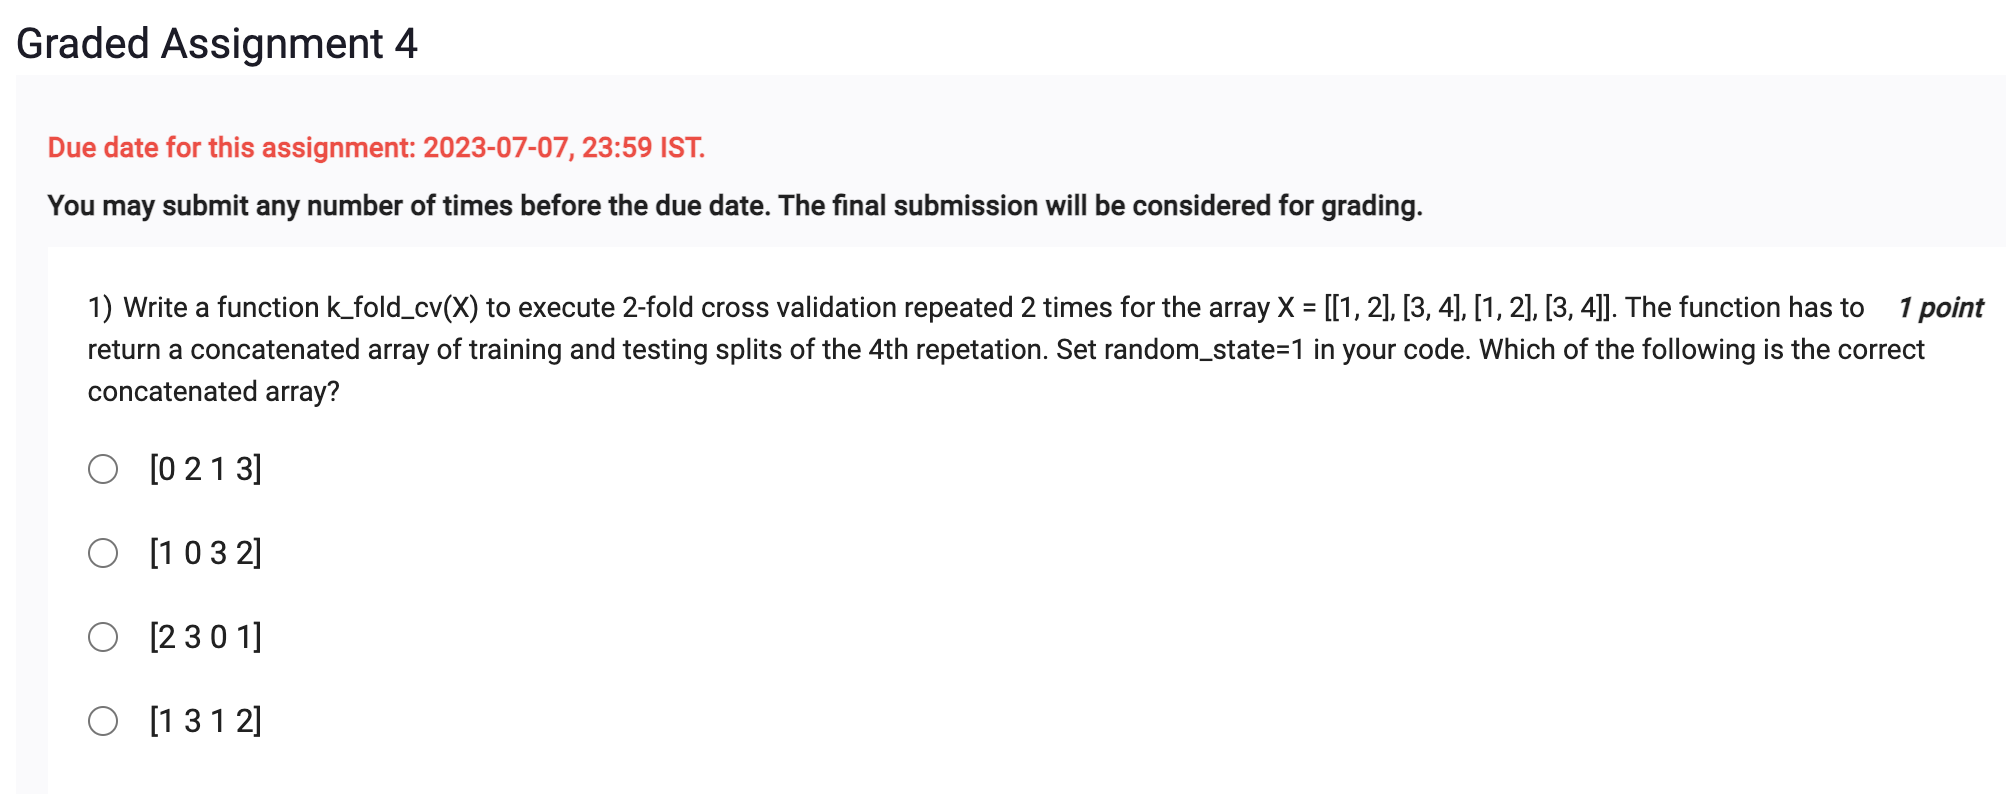 Graded Assignment 4
Due date for this assignment: 2023-07-07, 23:59 IST.
You may submit any number of times before the due date. The final submission will be considered for grading.
1) Write a function k_fold_cv(X) to execute 2-fold cross validation repeated 2 times for the array X = [[1, 2], [3, 4], [1, 2], [3, 4]]. The function has to 1 point
return a concatenated array of training and testing splits of the 4th repetation. Set random_state=1 in your code. Which of the following is the correct
concatenated array?
[0 2 1 3]
[1 0 3 2]
[2 3 0 1]
[1 3 1 2]